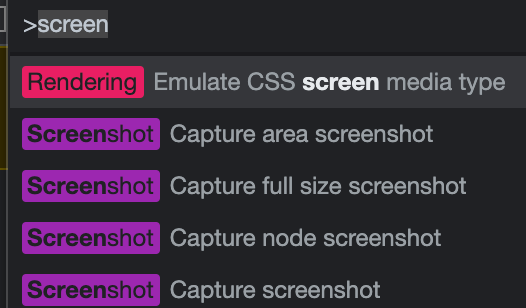 >screen
Rendering Emulate CSS screen media type
Screenshot Capture area screenshot
Screenshot Capture full size screenshot
Screenshot Capture node screenshot
Screenshot Capture screenshot